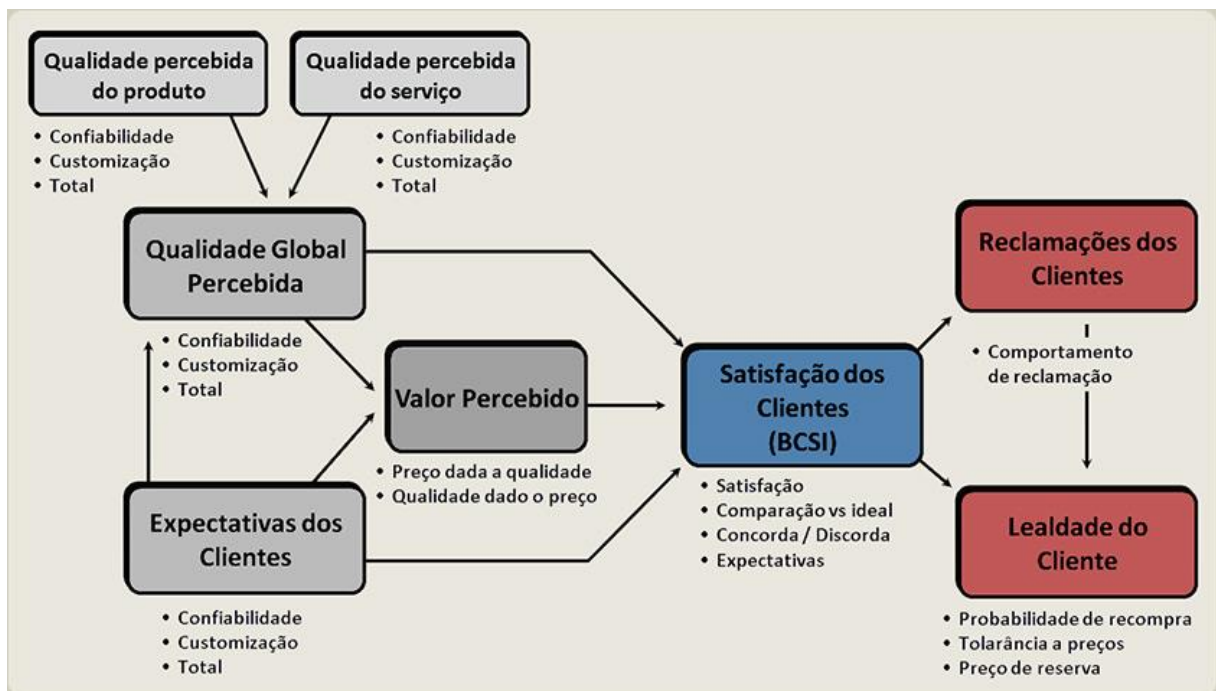 Qualidade percebida
do produto
• Confiabilidade
• Customização
• Total
Qualidade percebida
do serviço
• Confiabilidade
• Customização
• Total
Qualidade Global
Percebida
• Confiabilidade
• Customização
• Total
Valor Percebido
• Preço dada a qualidade
• Qualidade dado o preço
Expectativas dos
Clientes
• Confiabilidade
• Customização
• Total
Satisfação dos
Clientes
(BCSI)
• Satisfação
• Comparação vs ideal
• Concorda / Discorda
• Expectativas
Reclamações dos
Clientes
• Comportamento
de reclamação
Lealdade do
Cliente
• Probabilidade de recompra
• Tolarância a preços
• Preço de reserva